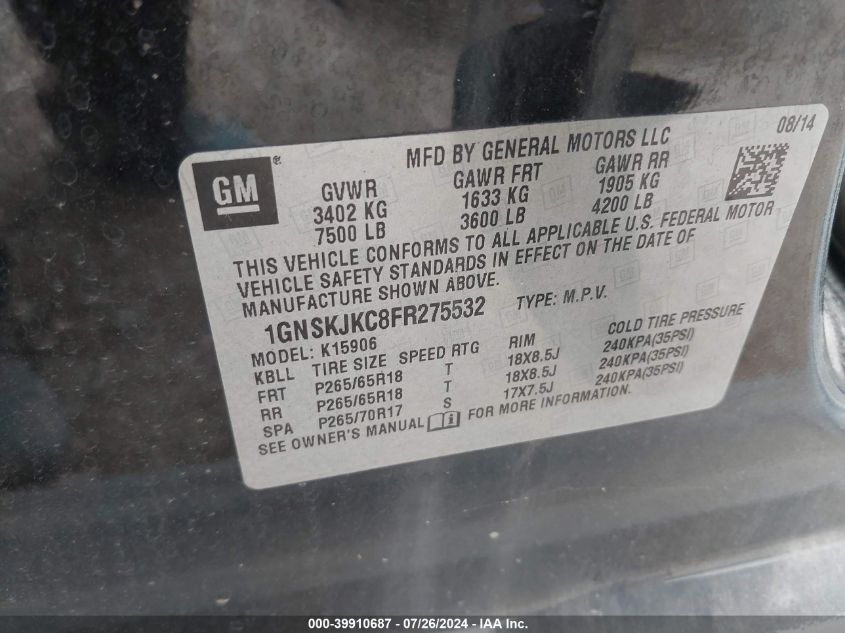 GM ®
MFD BY GENERAL MOTORS LLC 08/14
GVWR GAWR FRT GAWR RR
3402 KG 1633 KG 1905 KG
7500 LB 3600 LB 4200 LB
THIS VEHICLE CONFORMS TO ALL APPLICABLE U.S. FEDERAL MOTOR
VEHICLE SAFETY STANDARDS IN EFFECT ON THE DATE OF
MANUFACTURE SHOWN ABOVE.
1GNSKJKC8FR275532 TYPE: M.P.V.
MODEL: K15906
KBLL TIRE SIZE SPEED RTG RIM COLD TIRE PRESSURE
FRT P265/65R18 T 18X8.5J 240KPA(35PSI)
RR P265/65R18 T 18X8.5J 240KPA(35PSI)
SPA P265/70R17 S 17X7.5J 240KPA(35PSI)
SEE OWNER'S MANUAL i FOR MORE INFORMATION.
000-39910687 - 07/26/2024 - IAA Inc.